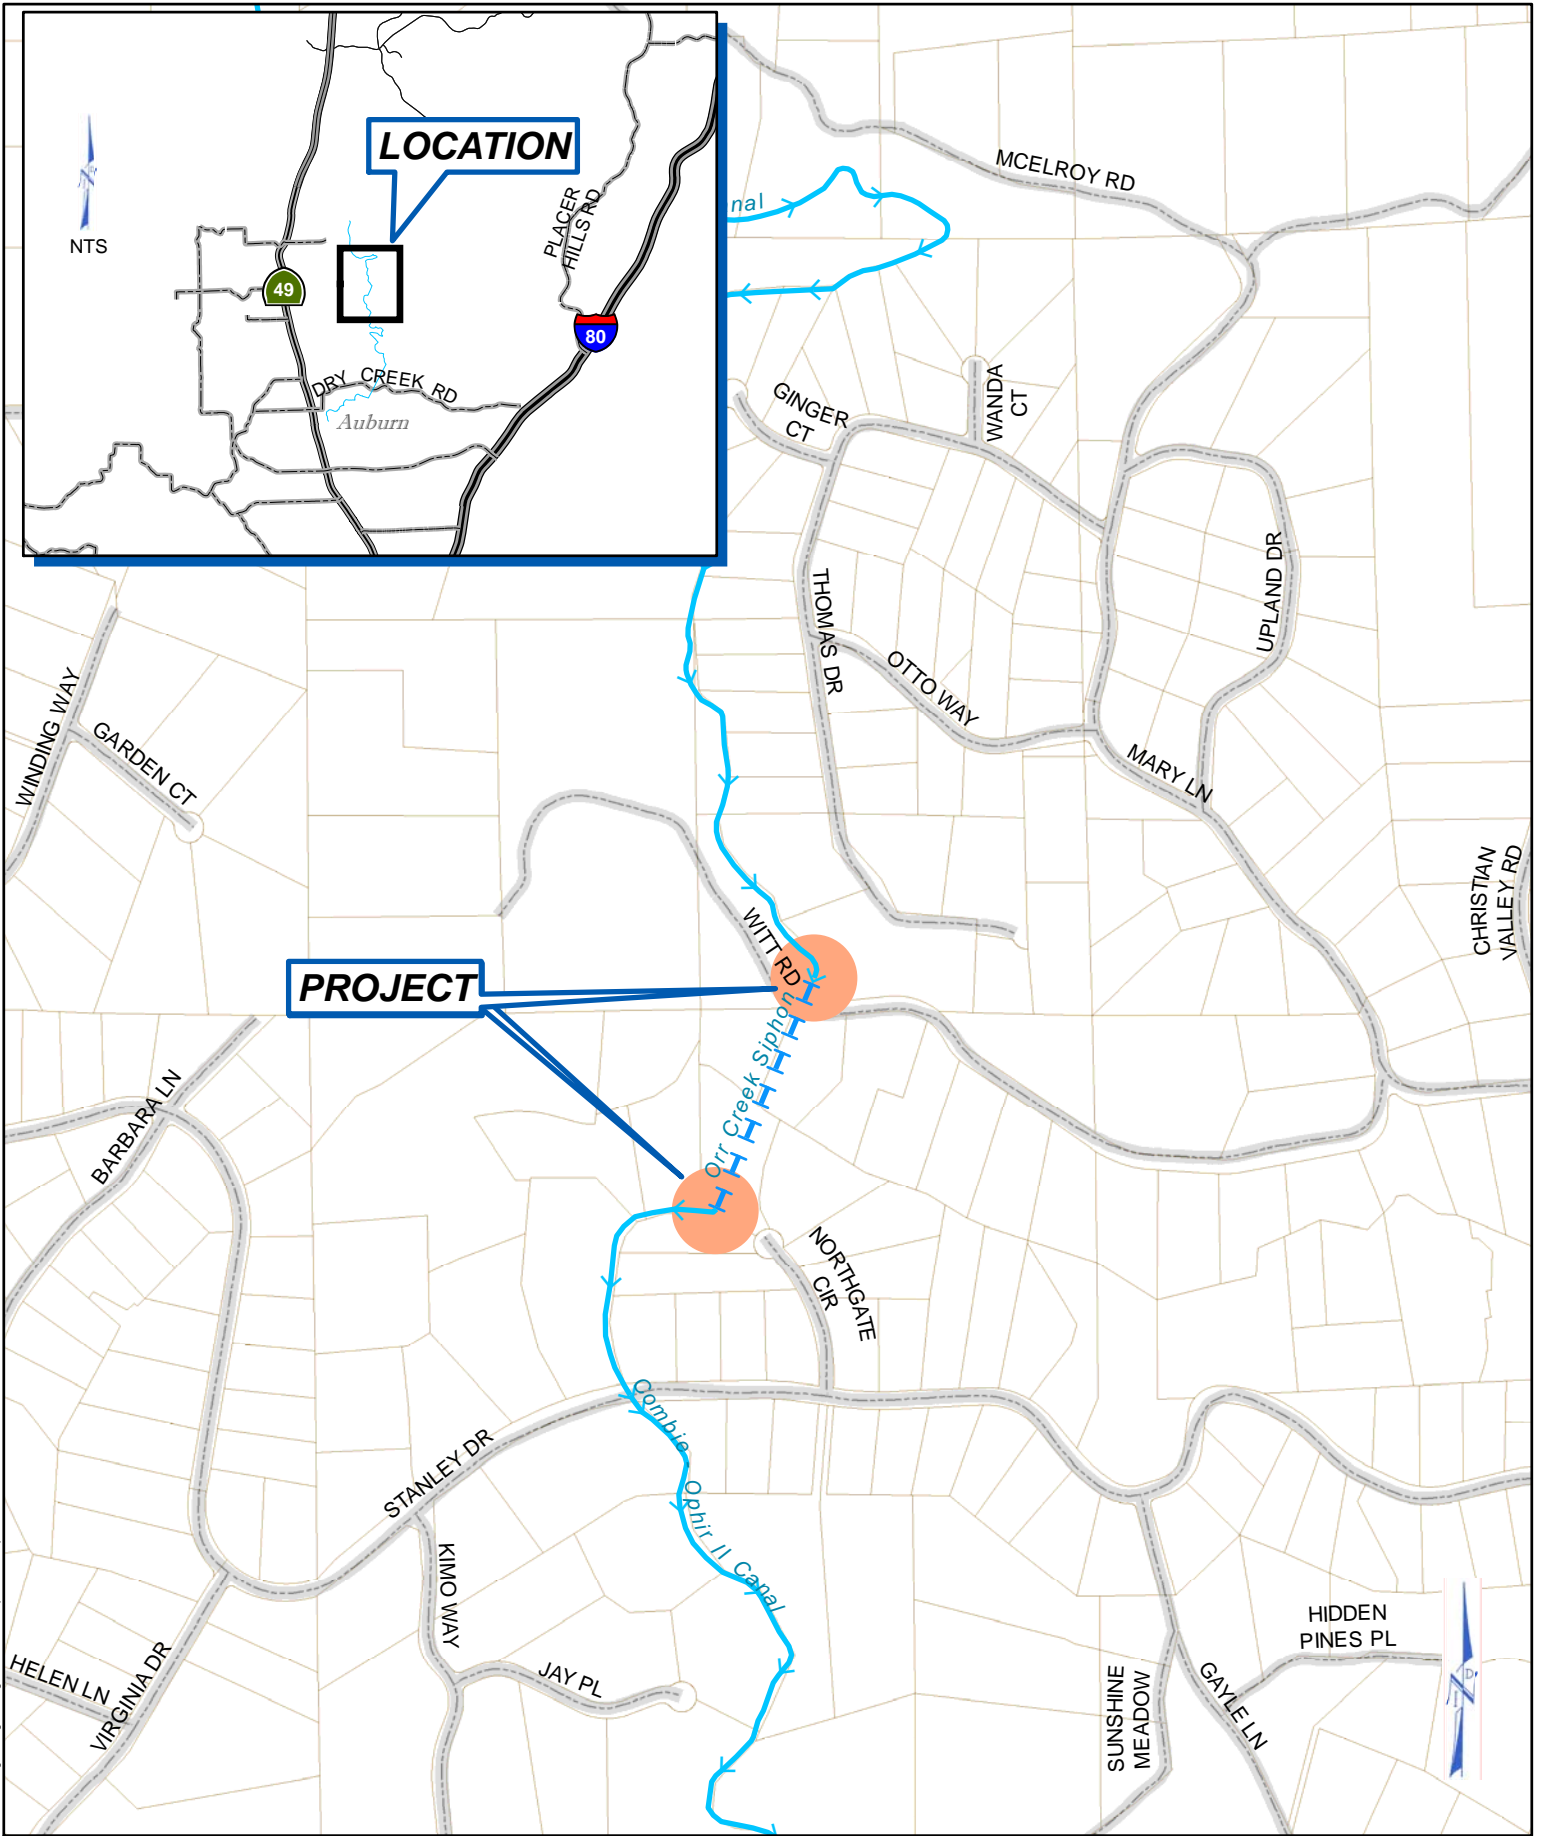 LOCATION
NTS
PLACER
HILLS RD
49
80
DRY CREEK RD
Auburn
nal
MCELROY RD
GINGER
CT
WANDA
CT
UPLAND DR
THOMAS DR
OTTO WAY
MARY LN
WINDING WAY
GARDEN CT
CHRISTIAN
VALLEY RD
WITT RD
PROJECT
Orr Creek Siphon
BARBARA LN
NORTHGATE
CIR
Combie - Ophir II Canal
STANLEY DR
KIMO WAY
JAY PL
HELEN LN
VIRGINIA DR
HIDDEN
PINES PL
SUNSHINE
MEADOW
GAYLE LN